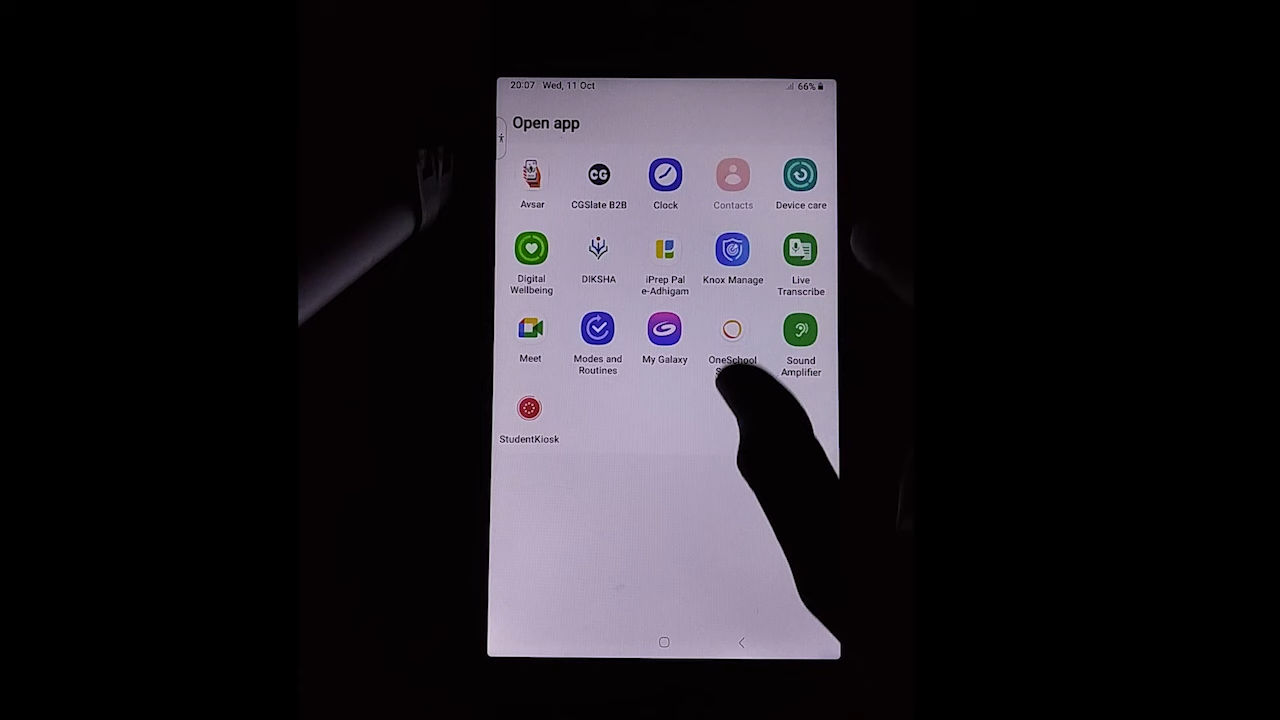 20:07 Wed, 11 Oct 66%
Open app
CG
Avsar CGSlate B2B Clock Contacts Device care
Digital Wellbeing DIKSHA iPrep Pal e-Adhigam Knox Manage Live Transcribe
Meet Modes and Routines My Galaxy OneSchool Sound Amplifier
StudentKiosk